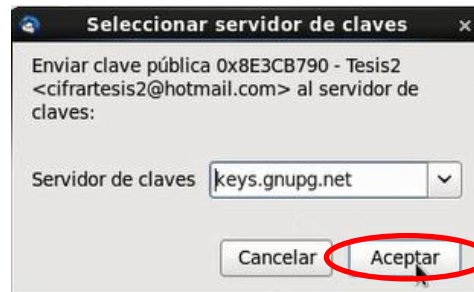 Seleccionar servidor de claves
Enviar clave pública 0x8E3CB790 - Tesis2
<cifrartesis2@hotmail.com> al servidor de
claves:
Servidor de claves keys.gnupg.net
Cancelar Aceptar